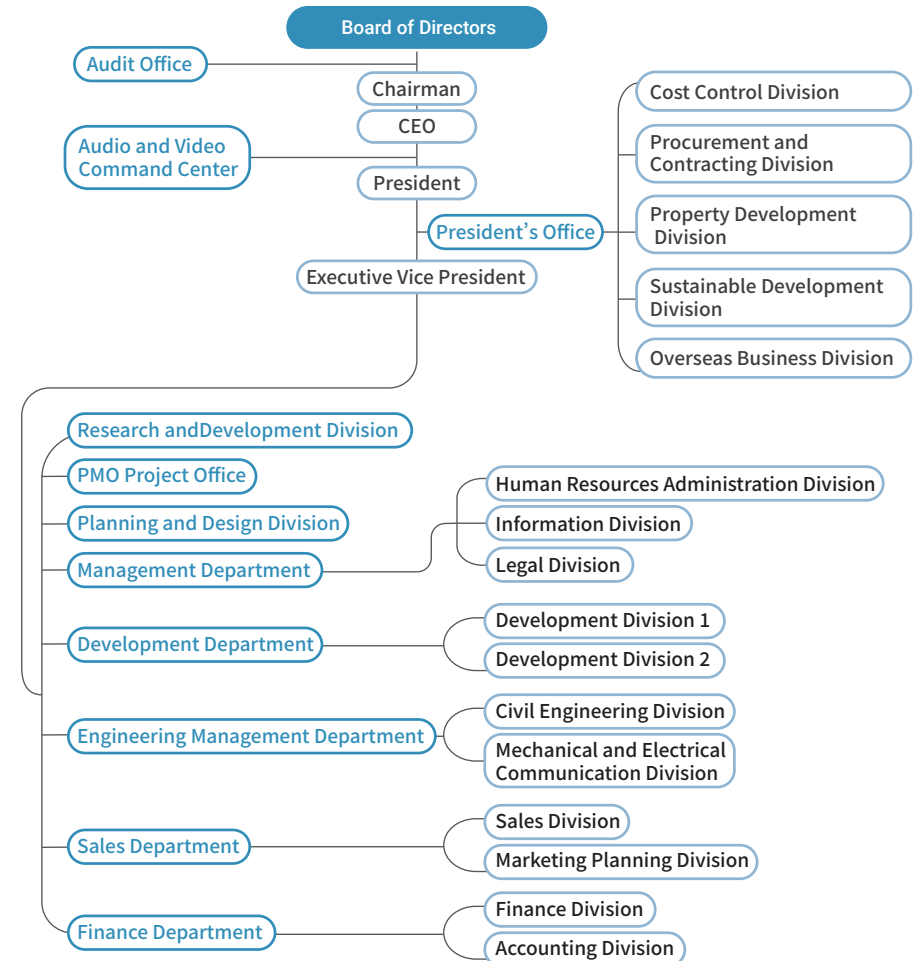 Board of Directors
Audit Office
Chairman
CEO
Audio and Video
Command Center
President
President's Office
Executive Vice President
Cost Control Division
Procurement and
Contracting Division
Property Development
Division
Sustainable Development
Division
Overseas Business Division
Research andDevelopment Division
PMO Project Office
Planning and Design Division
Management Department
Human Resources Administration Division
Information Division
Legal Division
Development Department
Development Division 1
Development Division 2
Engineering Management Department
Civil Engineering Division
Mechanical and Electrical
Communication Division
Sales Department
Sales Division
Marketing Planning Division
Finance Department
Finance Division
Accounting Division